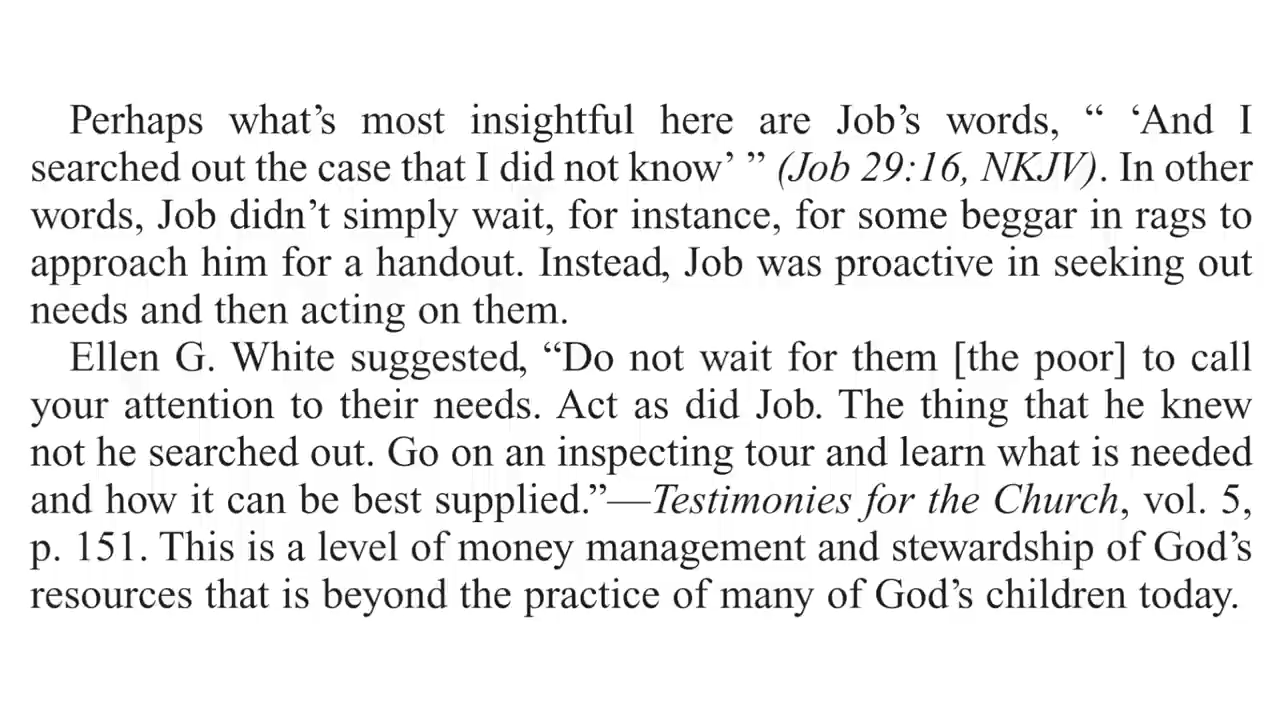 Perhaps what’s most insightful here are Job’s words, “ ‘And I
searched out the case that I did not know’ ” (Job 29:16, NKJV). In other
words, Job didn’t simply wait, for instance, for some beggar in rags to
approach him for a handout. Instead, Job was proactive in seeking out
needs and then acting on them.
Ellen G. White suggested, “Do not wait for them [the poor] to call
your attention to their needs. Act as did Job. The thing that he knew
not he searched out. Go on an inspecting tour and learn what is needed
and how it can be best supplied.”—Testimonies for the Church, vol. 5,
p. 151. This is a level of money management and stewardship of God’s
resources that is beyond the practice of many of God’s children today.